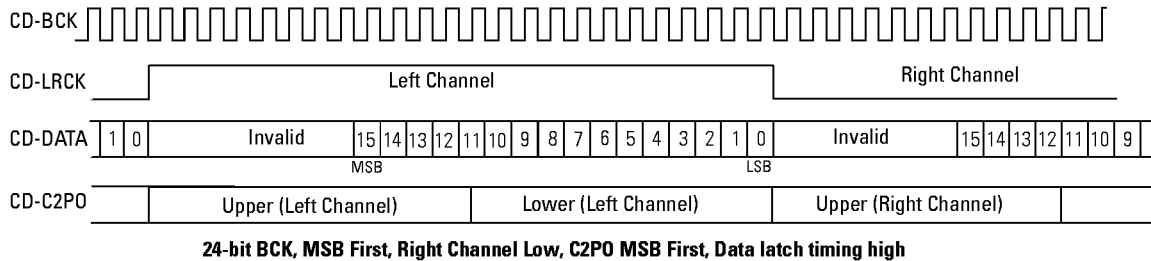 CD-BCK
CD-LRCK Left Channel Right Channel
CD-DATA 1 0 Invalid 15 14 13 12 11 10 9 8 7 6 5 4 3 2 1 0 Invalid 15 14 13 12 11 10 9
MSB LSB
CD-C2PO Upper (Left Channel) Lower (Left Channel) Upper (Right Channel)
24-bit BCK, MSB First, Right Channel Low, C2PO MSB First, Data latch timing high